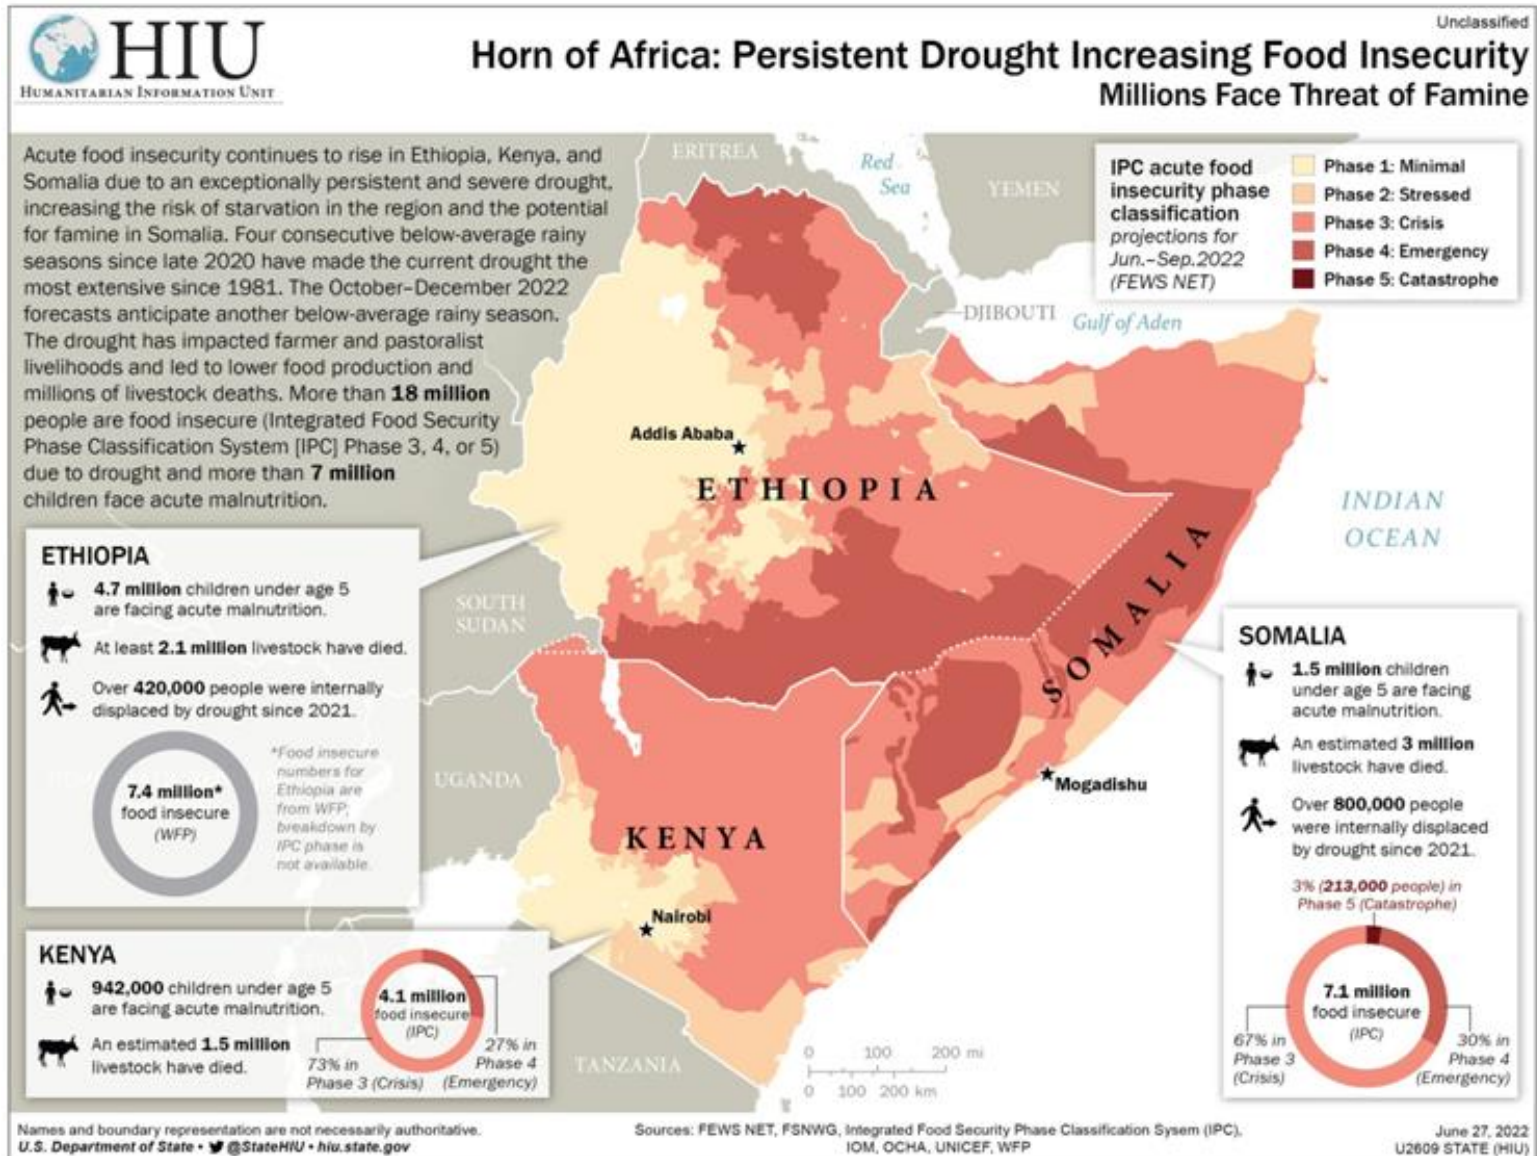 HIU
HUMANITARIAN INFORMATION UNIT
Unclassified
Horn of Africa: Persistent Drought Increasing Food Insecurity
Millions Face Threat of Famine
Acute food insecurity continues to rise in Ethiopia, Kenya, and
Somalia due to an exceptionally persistent and severe drought,
increasing the risk of starvation in the region and the potential
for famine in Somalia. Four consecutive below-average rainy
seasons since late 2020 have made the current drought the
most extensive since 1981. The October–December 2022
forecasts anticipate another below-average rainy season.
The drought has impacted farmer and pastoralist
livelihoods and led to lower food production and
millions of livestock deaths. More than 18 million
people are food insecure (Integrated Food Security
Phase Classification System [IPC] Phase 3, 4, or 5)
due to drought and more than 7 million
children face acute malnutrition.
IPC acute food
insecurity phase
classification
projections for
Jun.–Sep.2022
(FEWS NET)
Phase 1: Minimal
Phase 2: Stressed
Phase 3: Crisis
Phase 4: Emergency
Phase 5: Catastrophe
ERITREA
Red
Sea
YEMEN
DJIBOUTI
Gulf of Aden
Addis Ababa
ETHIOPIA
INDIAN
OCEAN
SOUTH
SUDAN
SOMALIA
UGANDA
Mogadishu
KENYA
Nairobi
TANZANIA
ETHIOPIA
4.7 million children under age 5
are facing acute malnutrition.
At least 2.1 million livestock have died.
Over 420,000 people were internally
displaced by drought since 2021.
7.4 million*
food insecure
(WFP)
*Food insecure
numbers for
Ethiopia are
from WFP;
breakdown by
IPC phase is
not available.
KENYA
942,000 children under age 5
are facing acute malnutrition.
An estimated 1.5 million
livestock have died.
4.1 million
food insecure
(IPC)
73% in
Phase 3 (Crisis)
27% in
Phase 4
(Emergency)
SOMALIA
1.5 million children
under age 5 are facing
acute malnutrition.
An estimated 3 million
livestock have died.
Over 800,000 people
were internally displaced
by drought since 2021.
3% (213,000 people) in
Phase 5 (Catastrophe)
7.1 million
food insecure
(IPC)
67% in
Phase 3
(Crisis)
30% in
Phase 4
(Emergency)
0 100 200 mi
0 100 200 km
Names and boundary representation are not necessarily authoritative.
U.S. Department of State • @StateHIU • hiu.state.gov
Sources: FEWS NET, FSNWG, Integrated Food Security Phase Classification Sysem (IPC),
IOM, OCHA, UNICEF, WFP
June 27, 2022
U2609 STATE (HIU)